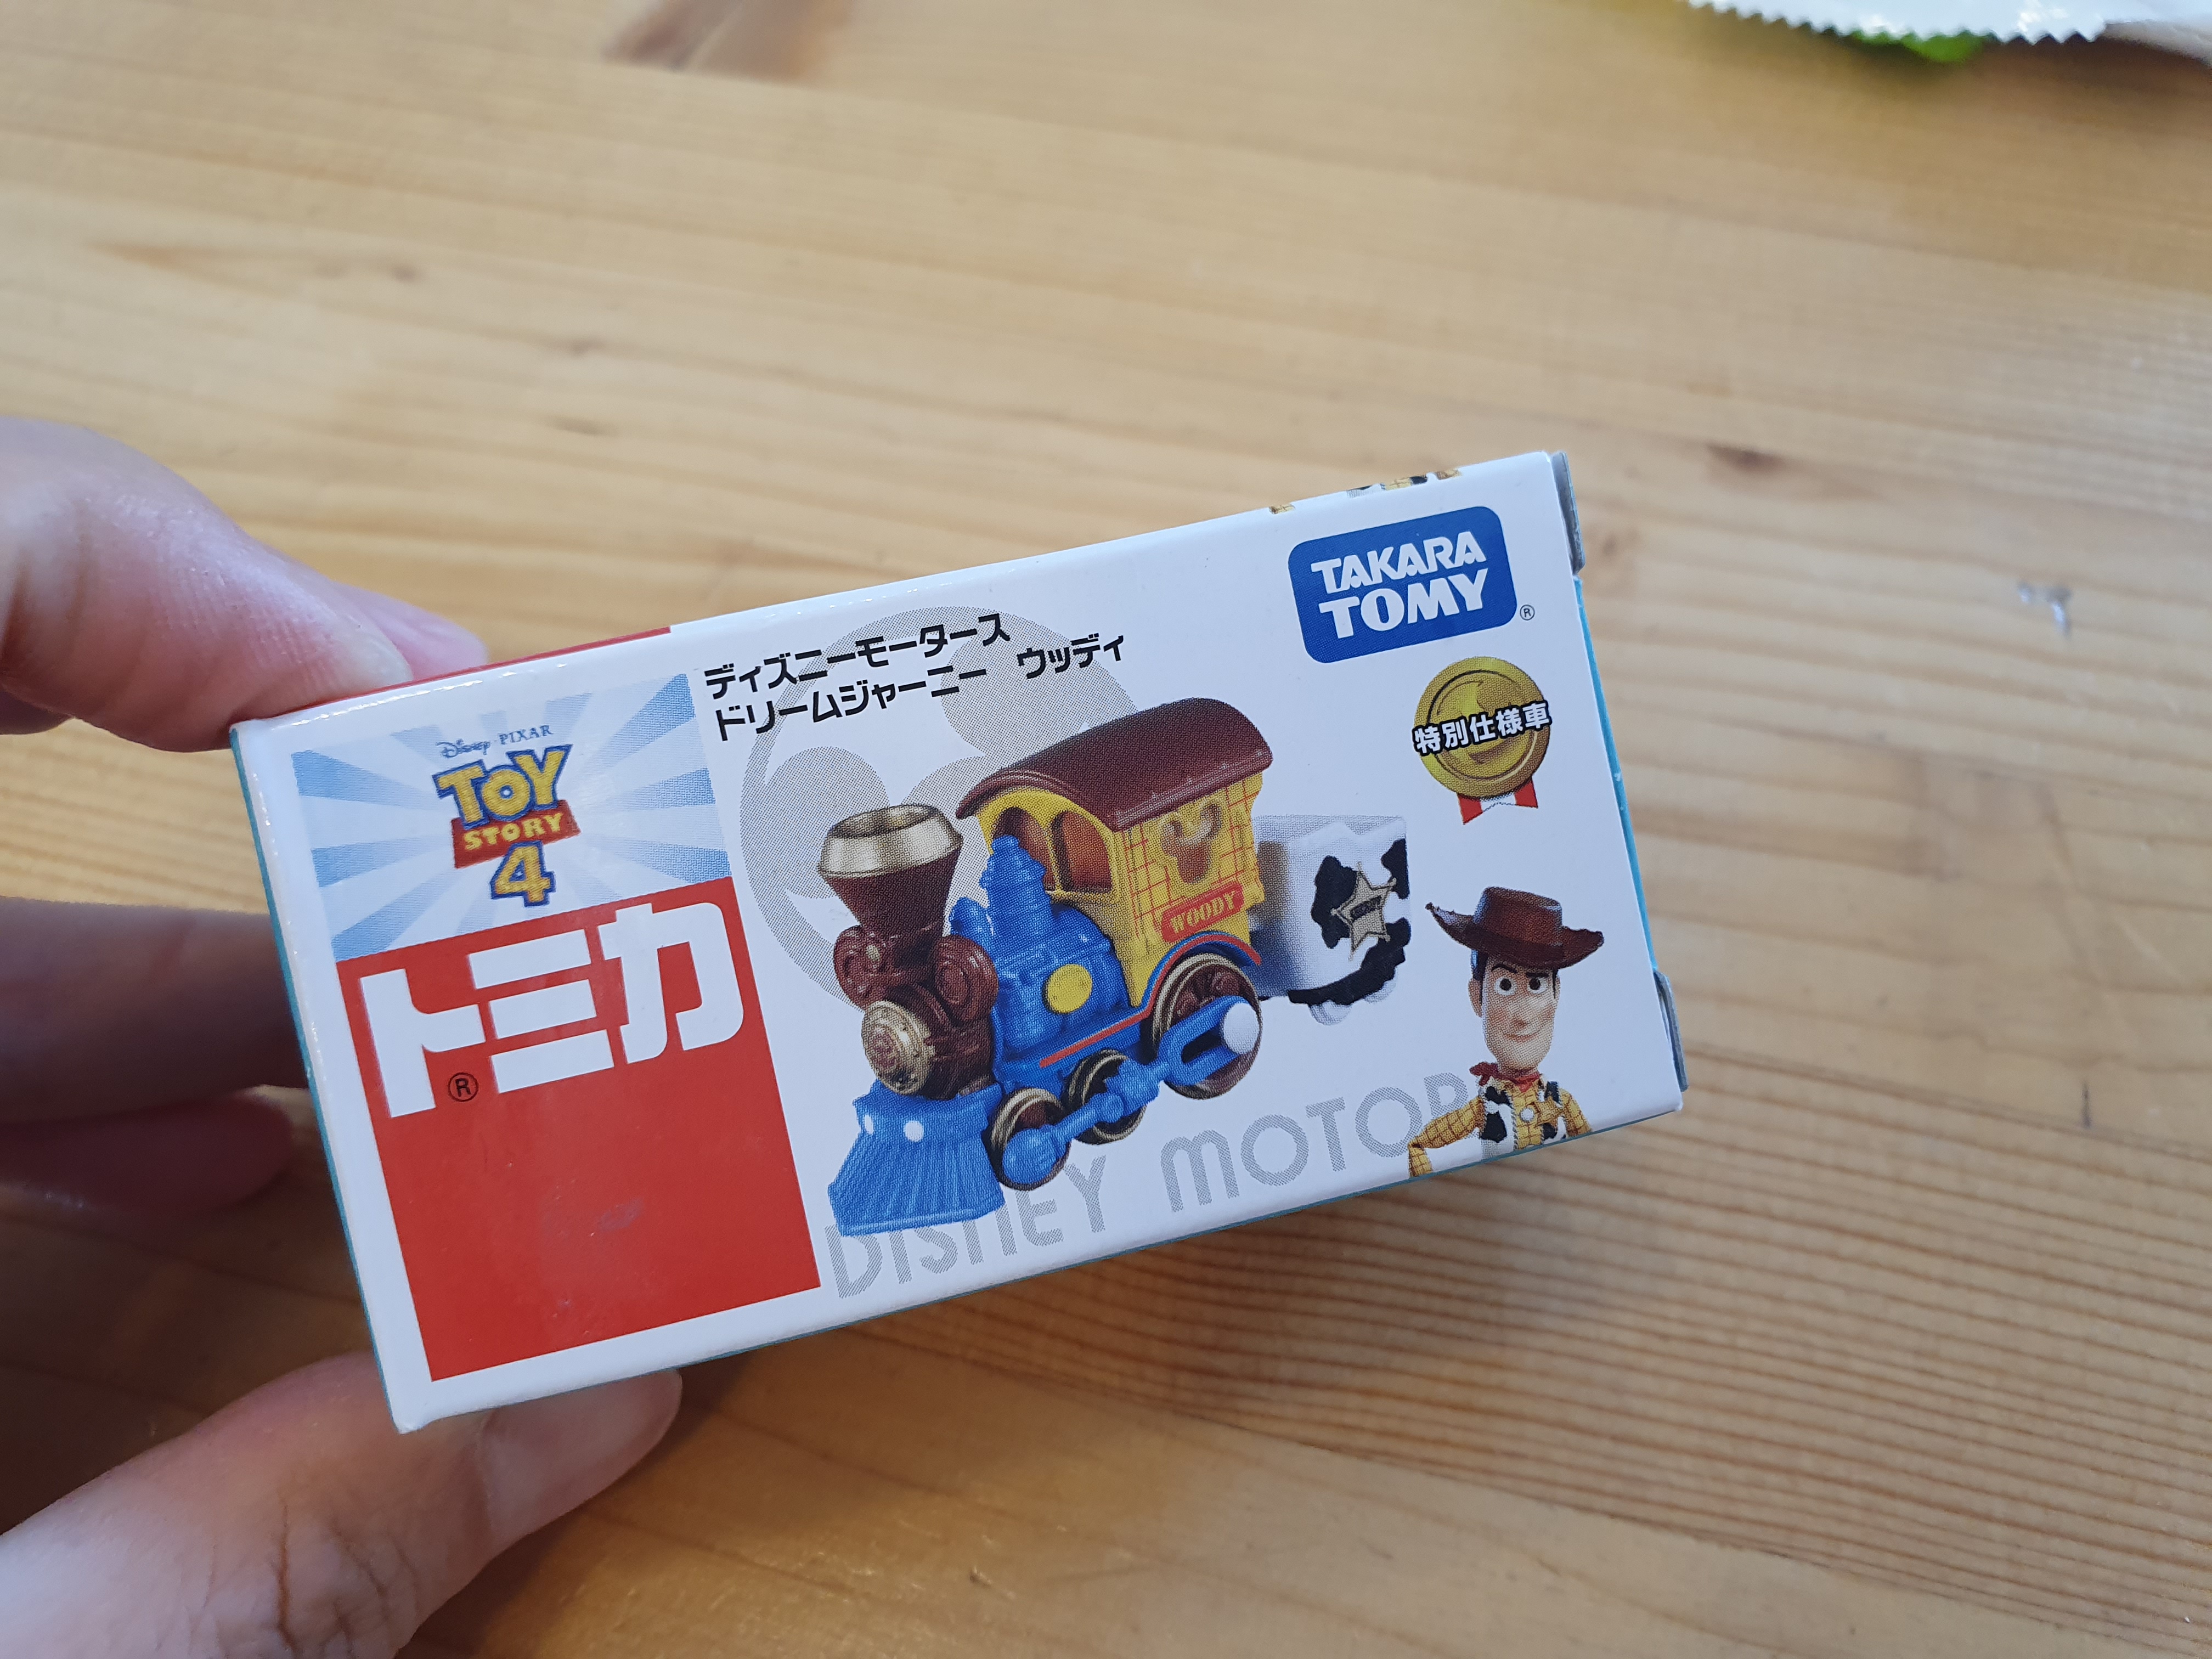 ディズニーモータース
ドリームジャーニー ウッディ
TAKARA
TOMY
®
特別仕様車
Disney PIXAR
TOY
STORY
4
トミカ
®
WOODY
DISNEY MOTOR